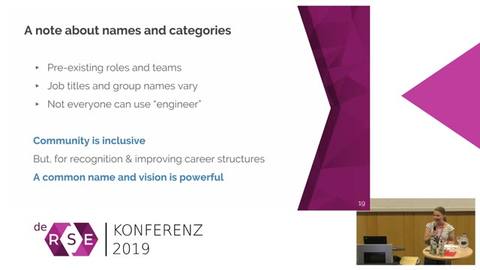 A note about names and categories
▸ Pre-existing roles and teams
▸ Job titles and group names vary
▸ Not everyone can use "engineer"
Community is inclusive
But, for recognition & improving career structures
A common name and vision is powerful
19
de
RSE
KONFERENZ
2019